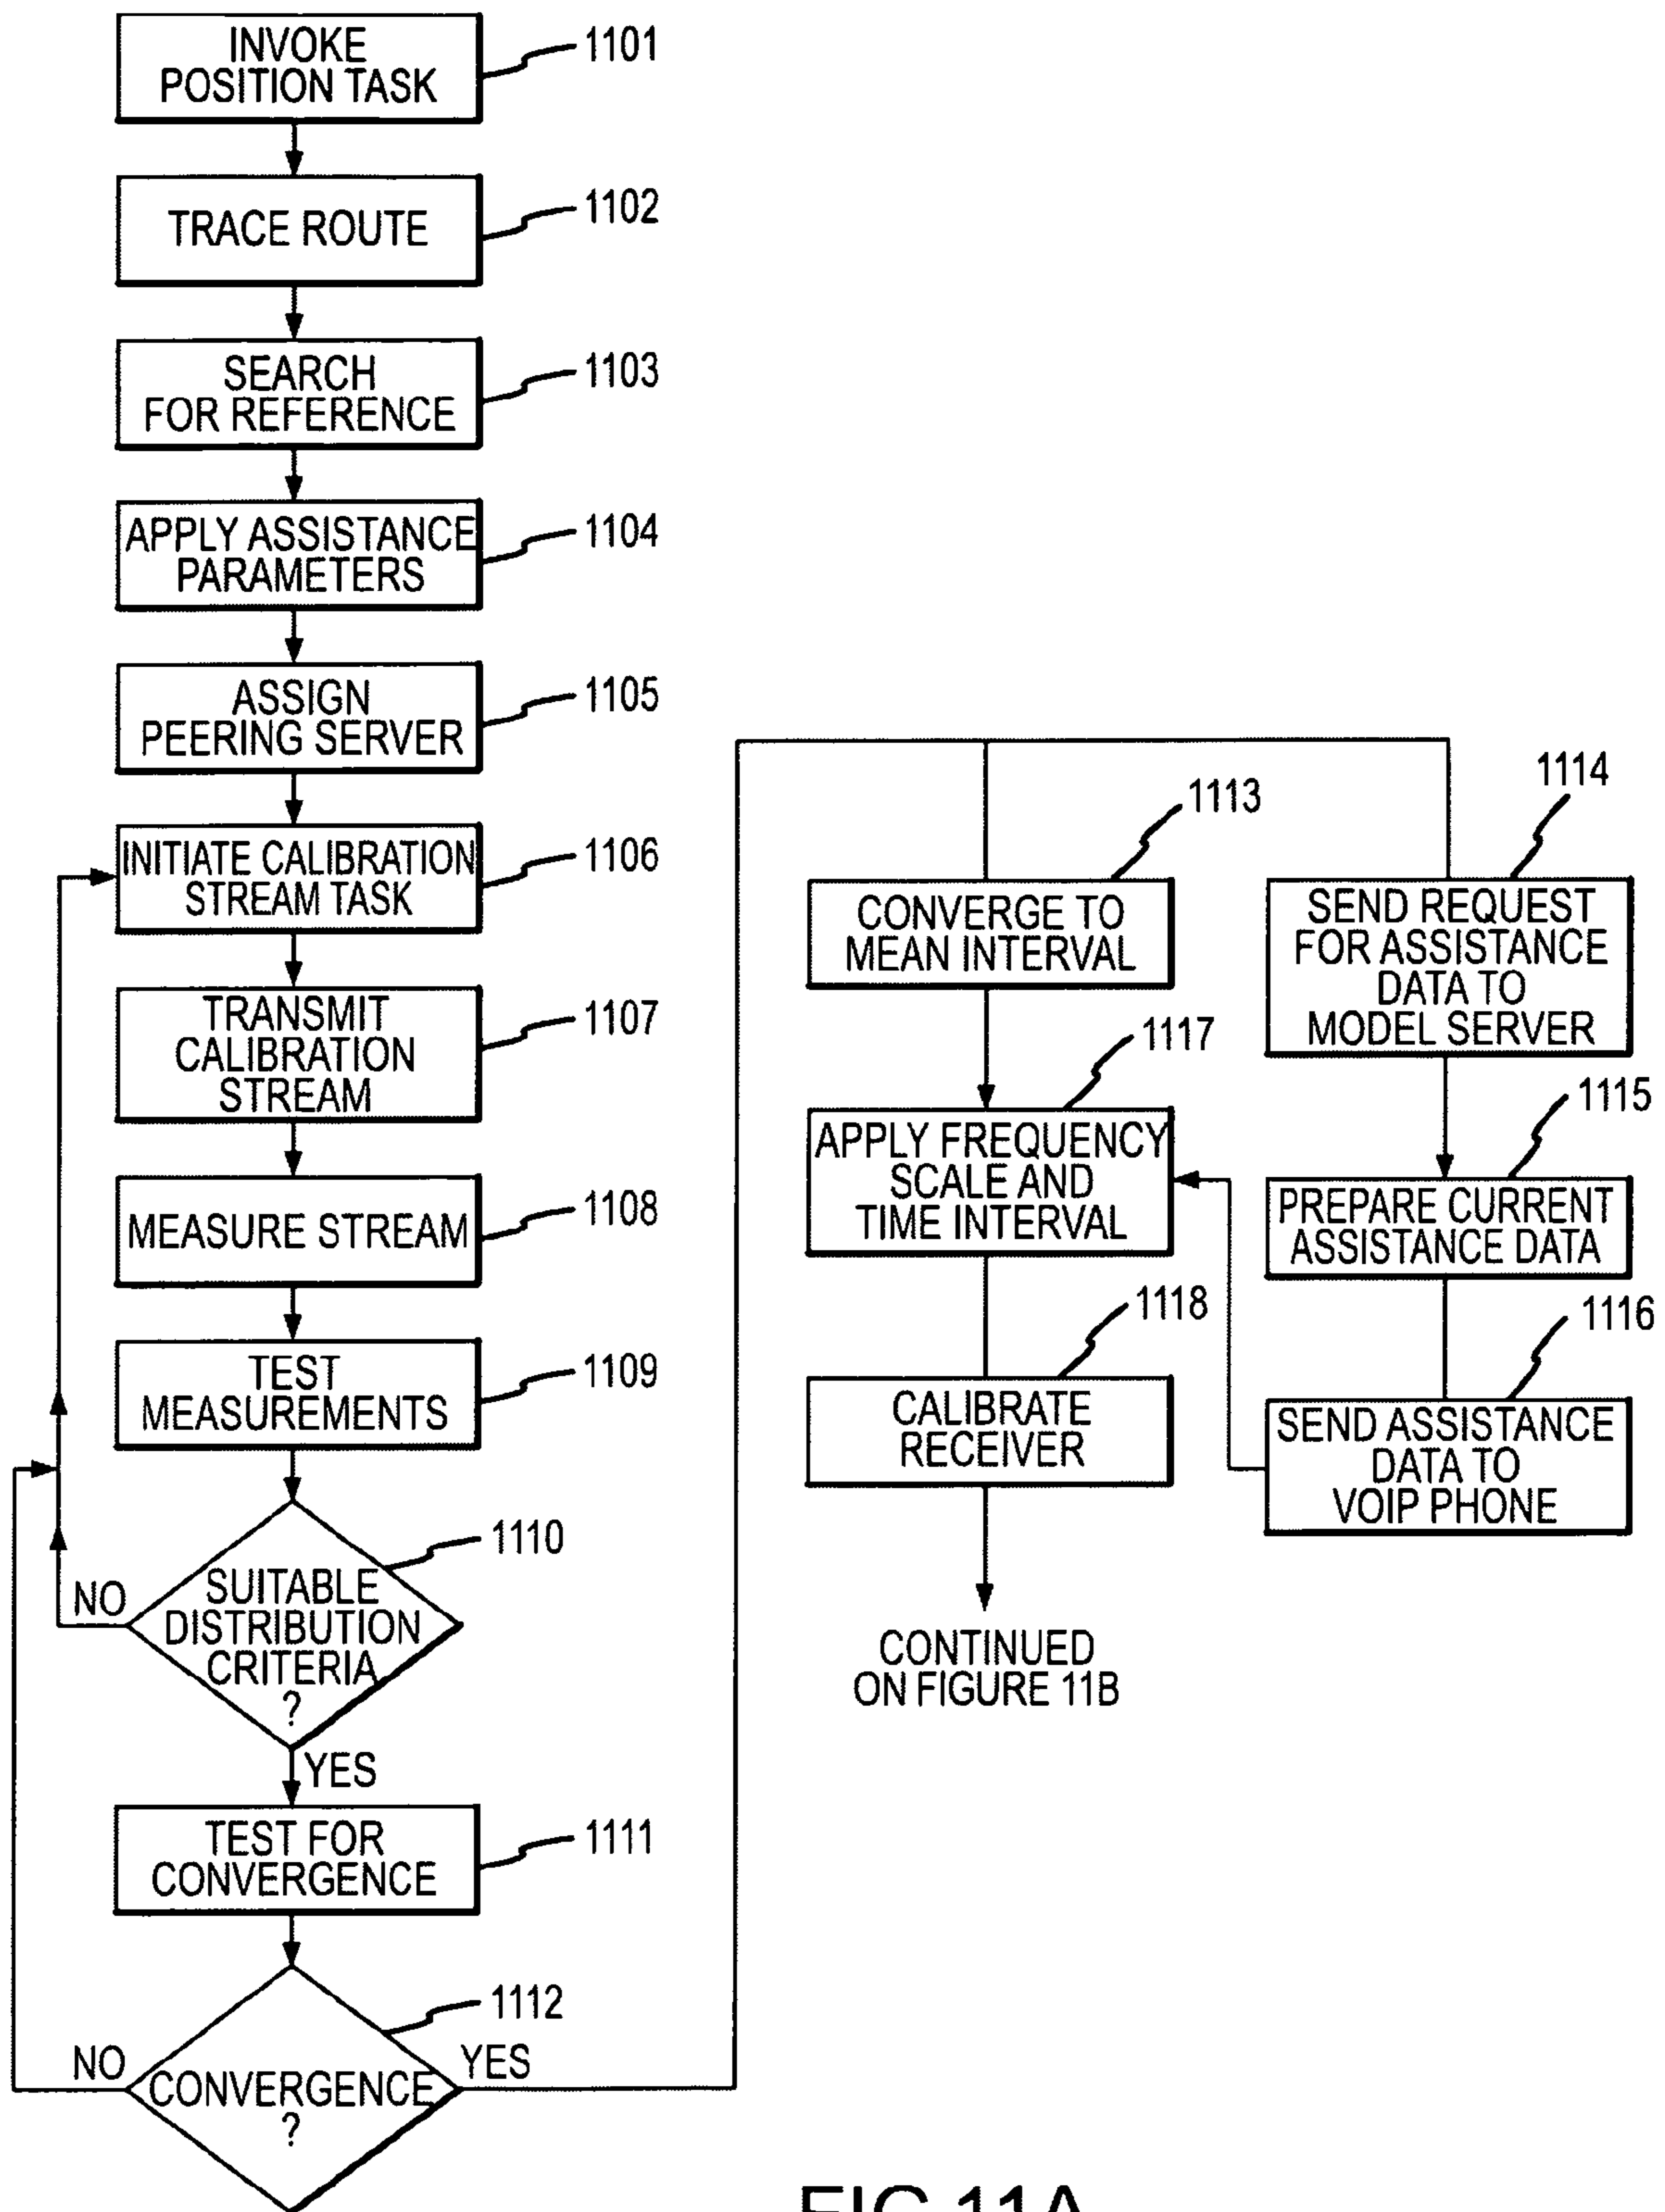 INVOKE
POSITION TASK
1101
TRACE ROUTE
1102
SEARCH
FOR REFERENCE
1103
APPLY ASSISTANCE
PARAMETERS
1104
ASSIGN
PEERING SERVER
1105
INITIATE CALIBRATION
STREAM TASK
1106
TRANSMIT
CALIBRATION
STREAM
1107
MEASURE STREAM
1108
TEST
MEASUREMENTS
1109
SUITABLE
DISTRIBUTION
CRITERIA
?
1110
NO
YES
TEST FOR
CONVERGENCE
1111
CONVERGENCE
?
1112
NO
YES
CONVERGE TO
MEAN INTERVAL
1113
SEND REQUEST
FOR ASSISTANCE
DATA TO
MODEL SERVER
1114
PREPARE CURRENT
ASSISTANCE DATA
1115
SEND ASSISTANCE
DATA TO
VOIP PHONE
1116
APPLY FREQUENCY
SCALE AND
TIME INTERVAL
1117
CALIBRATE
RECEIVER
1118
CONTINUED
ON FIGURE 11B
FIG.11A